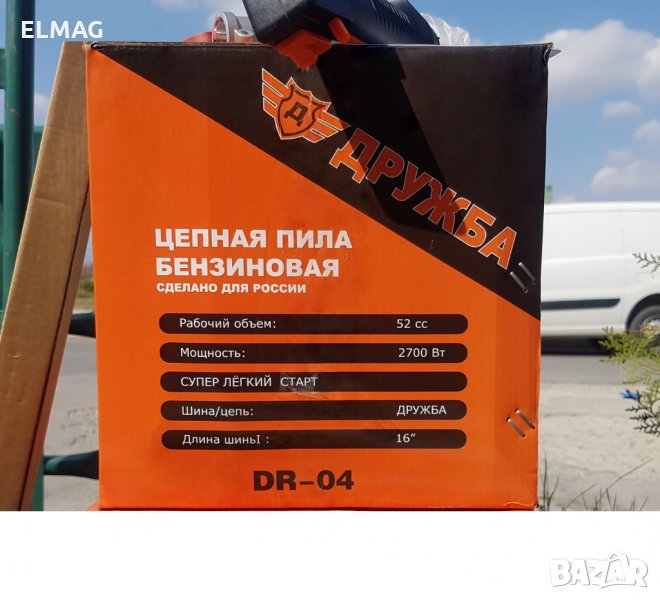 ELMAG
Д
ДРУЖБА
ЦЕПНАЯ ПИЛА
БЕНЗИНОВАЯ
СДЕЛАНО ДЛЯ РОССИИ
Рабочий объем: 52 cc
Мощность: 2700 Вт
СУПЕР ЛЁГКИЙ СТАРТ
Шина/цепь: ДРУЖБА
Длина шиньI : 16”
DR–04
BAZAR